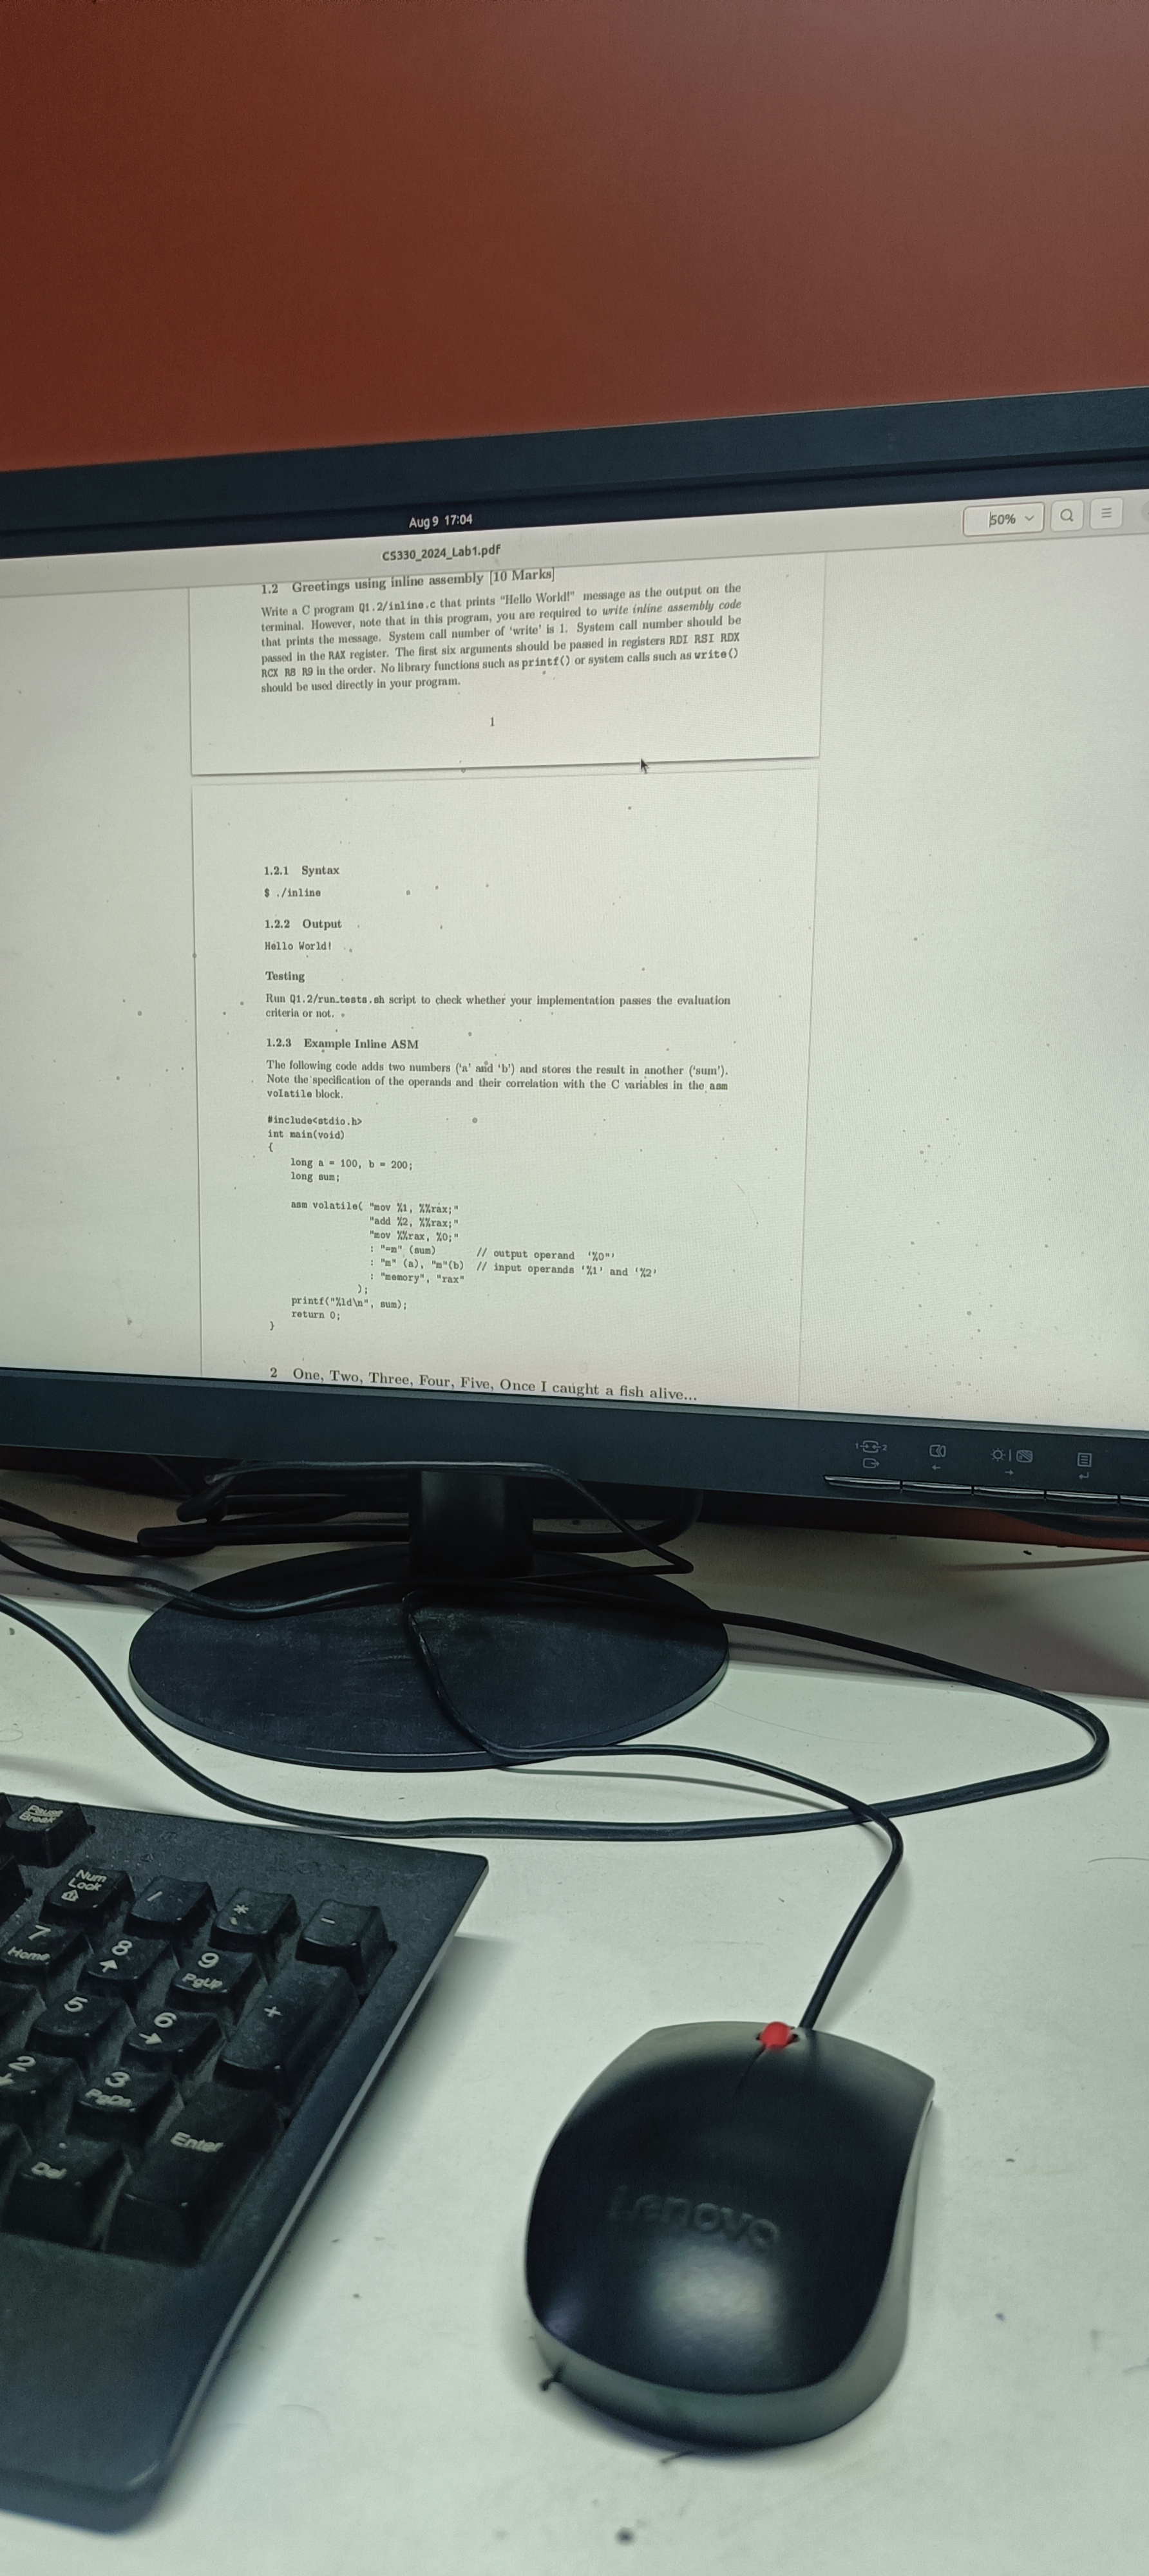 Aug 9 17:04
50%
CS330_2024_Lab1.pdf
1.2 Greetings using inline assembly [10 Marks]
Write a C program Q1.2/inline.c that prints "Hello World!" message as the output on the
terminal. However, note that in this program, you are required to write inline assembly code
that prints the message. System call number of 'write' is 1. System call number should be
passed in the RAX register. The first six arguments should be passed in registers RDI RSI RDX
RCX R8 R9 in the order. No library functions such as printf() or system calls such as write()
should be used directly in your program.
1
1.2.1 Syntax
$ ./inline
1.2.2 Output
Hello World!
Testing
Run Q1.2/run_tests.sh script to check whether your implementation passes the evaluation
criteria or not.
1.2.3 Example Inline ASM
The following code adds two numbers ('a' and 'b') and stores the result in another ('sum').
Note the specification of the operands and their correlation with the C variables in the asm
volatile block.
#include<stdio.h>
int main(void)
{
long a = 100, b = 200;
long sum;
asm volatile( "mov %1, %%rax;"
"add %2, %%rax;"
"mov %%rax, %0;"
: "=m" (sum) // output operand '%0"'
: "m" (a), "m"(b) // input operands '%1' and '%2'
: "memory", "rax"
);
printf("%ld\n", sum);
return 0;
}
2 One, Two, Three, Four, Five, Once I caught a fish alive...
1 2
Pause
Break
Num
Lock
/
*
-
7
Home
8
9
PgUp
+
5
6
2
3
PgDn
Enter
.
Del
Lenovo